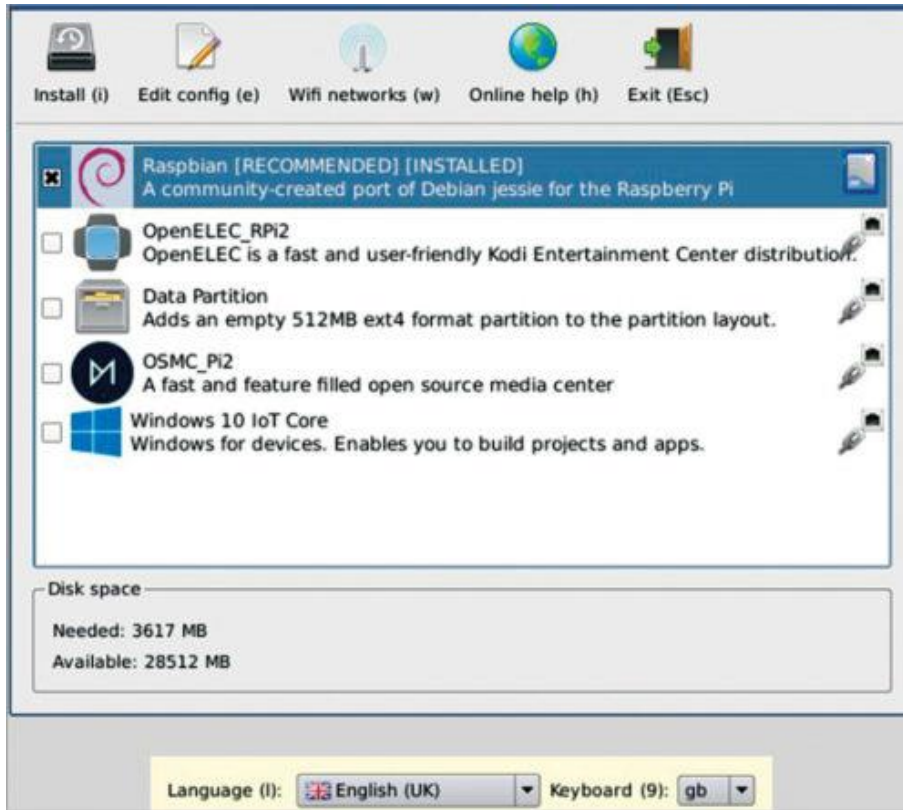 Install (i) Edit config (e) Wifi networks (w) Online help (h) Exit (Esc)
Raspbian [RECOMMENDED] [INSTALLED]
A community-created port of Debian jessie for the Raspberry Pi
OpenELEC_RPi2
OpenELEC is a fast and user-friendly Kodi Entertainment Center distribution.
Data Partition
Adds an empty 512MB ext4 format partition to the partition layout.
OSMC_Pi2
A fast and feature filled open source media center
Windows 10 IoT Core
Windows for devices. Enables you to build projects and apps.
Disk space
Needed: 3617 MB
Available: 28512 MB
Language (l): English (UK) Keyboard (9): gb